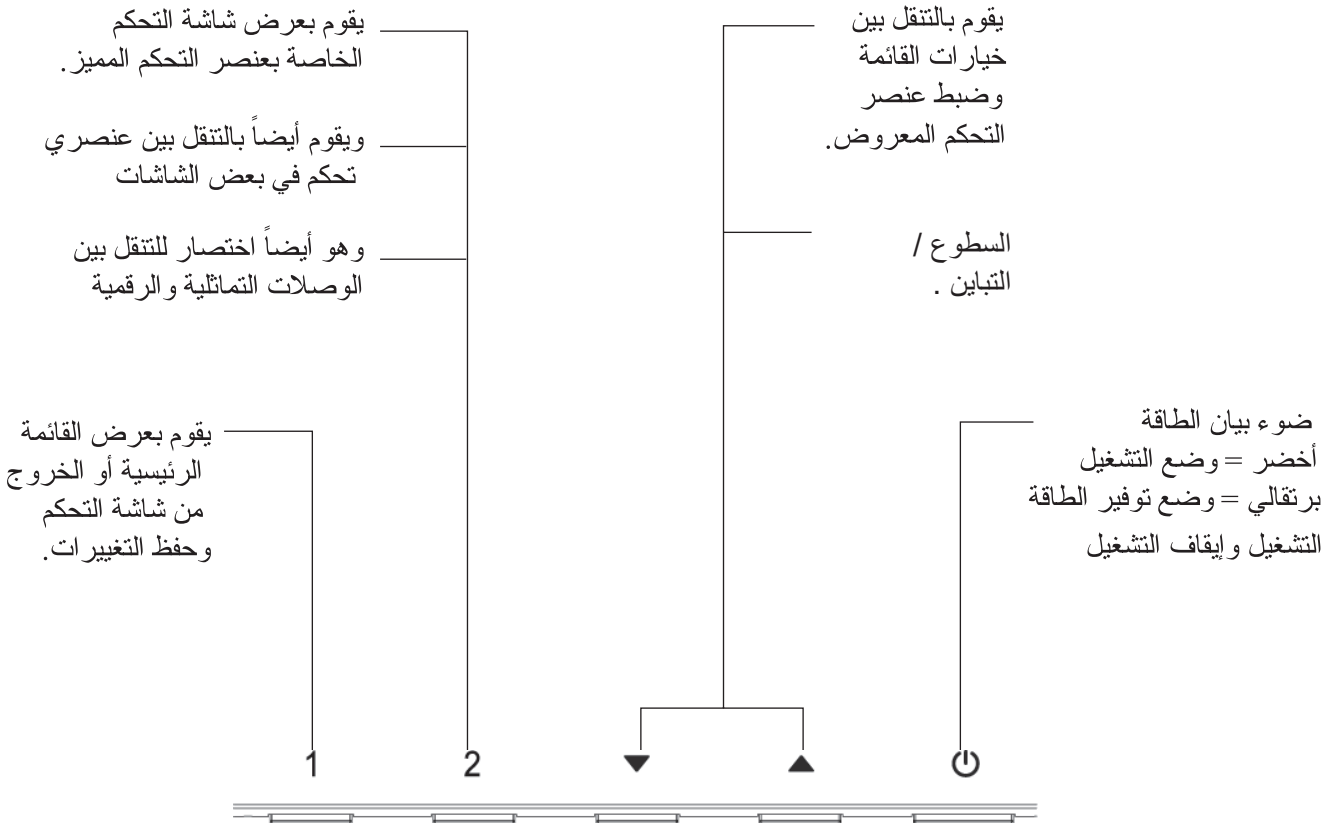 يقوم بالتنقل بين
خيارات القائمة
وضبط عنصر
التحكم المعروض.
السطوع /
التباين .
يقوم بعرض شاشة التحكم
الخاصة بعنصر التحكم المميز.
ويقوم أيضاً بالتنقل بين عنصري
تحكم في بعض الشاشات
وهو أيضاً اختصار للتنقل بين
الوصلات التماثلية والرقمية
ضوء بيان الطاقة
أخضر = وضع التشغيل
برتقالي = وضع توفير الطاقة
التشغيل وإيقاف التشغيل
يقوم بعرض القائمة
الرئيسية أو الخروج
من شاشة التحكم
وحفظ التغييرات.
1 2 ▼ ▲ ⏻